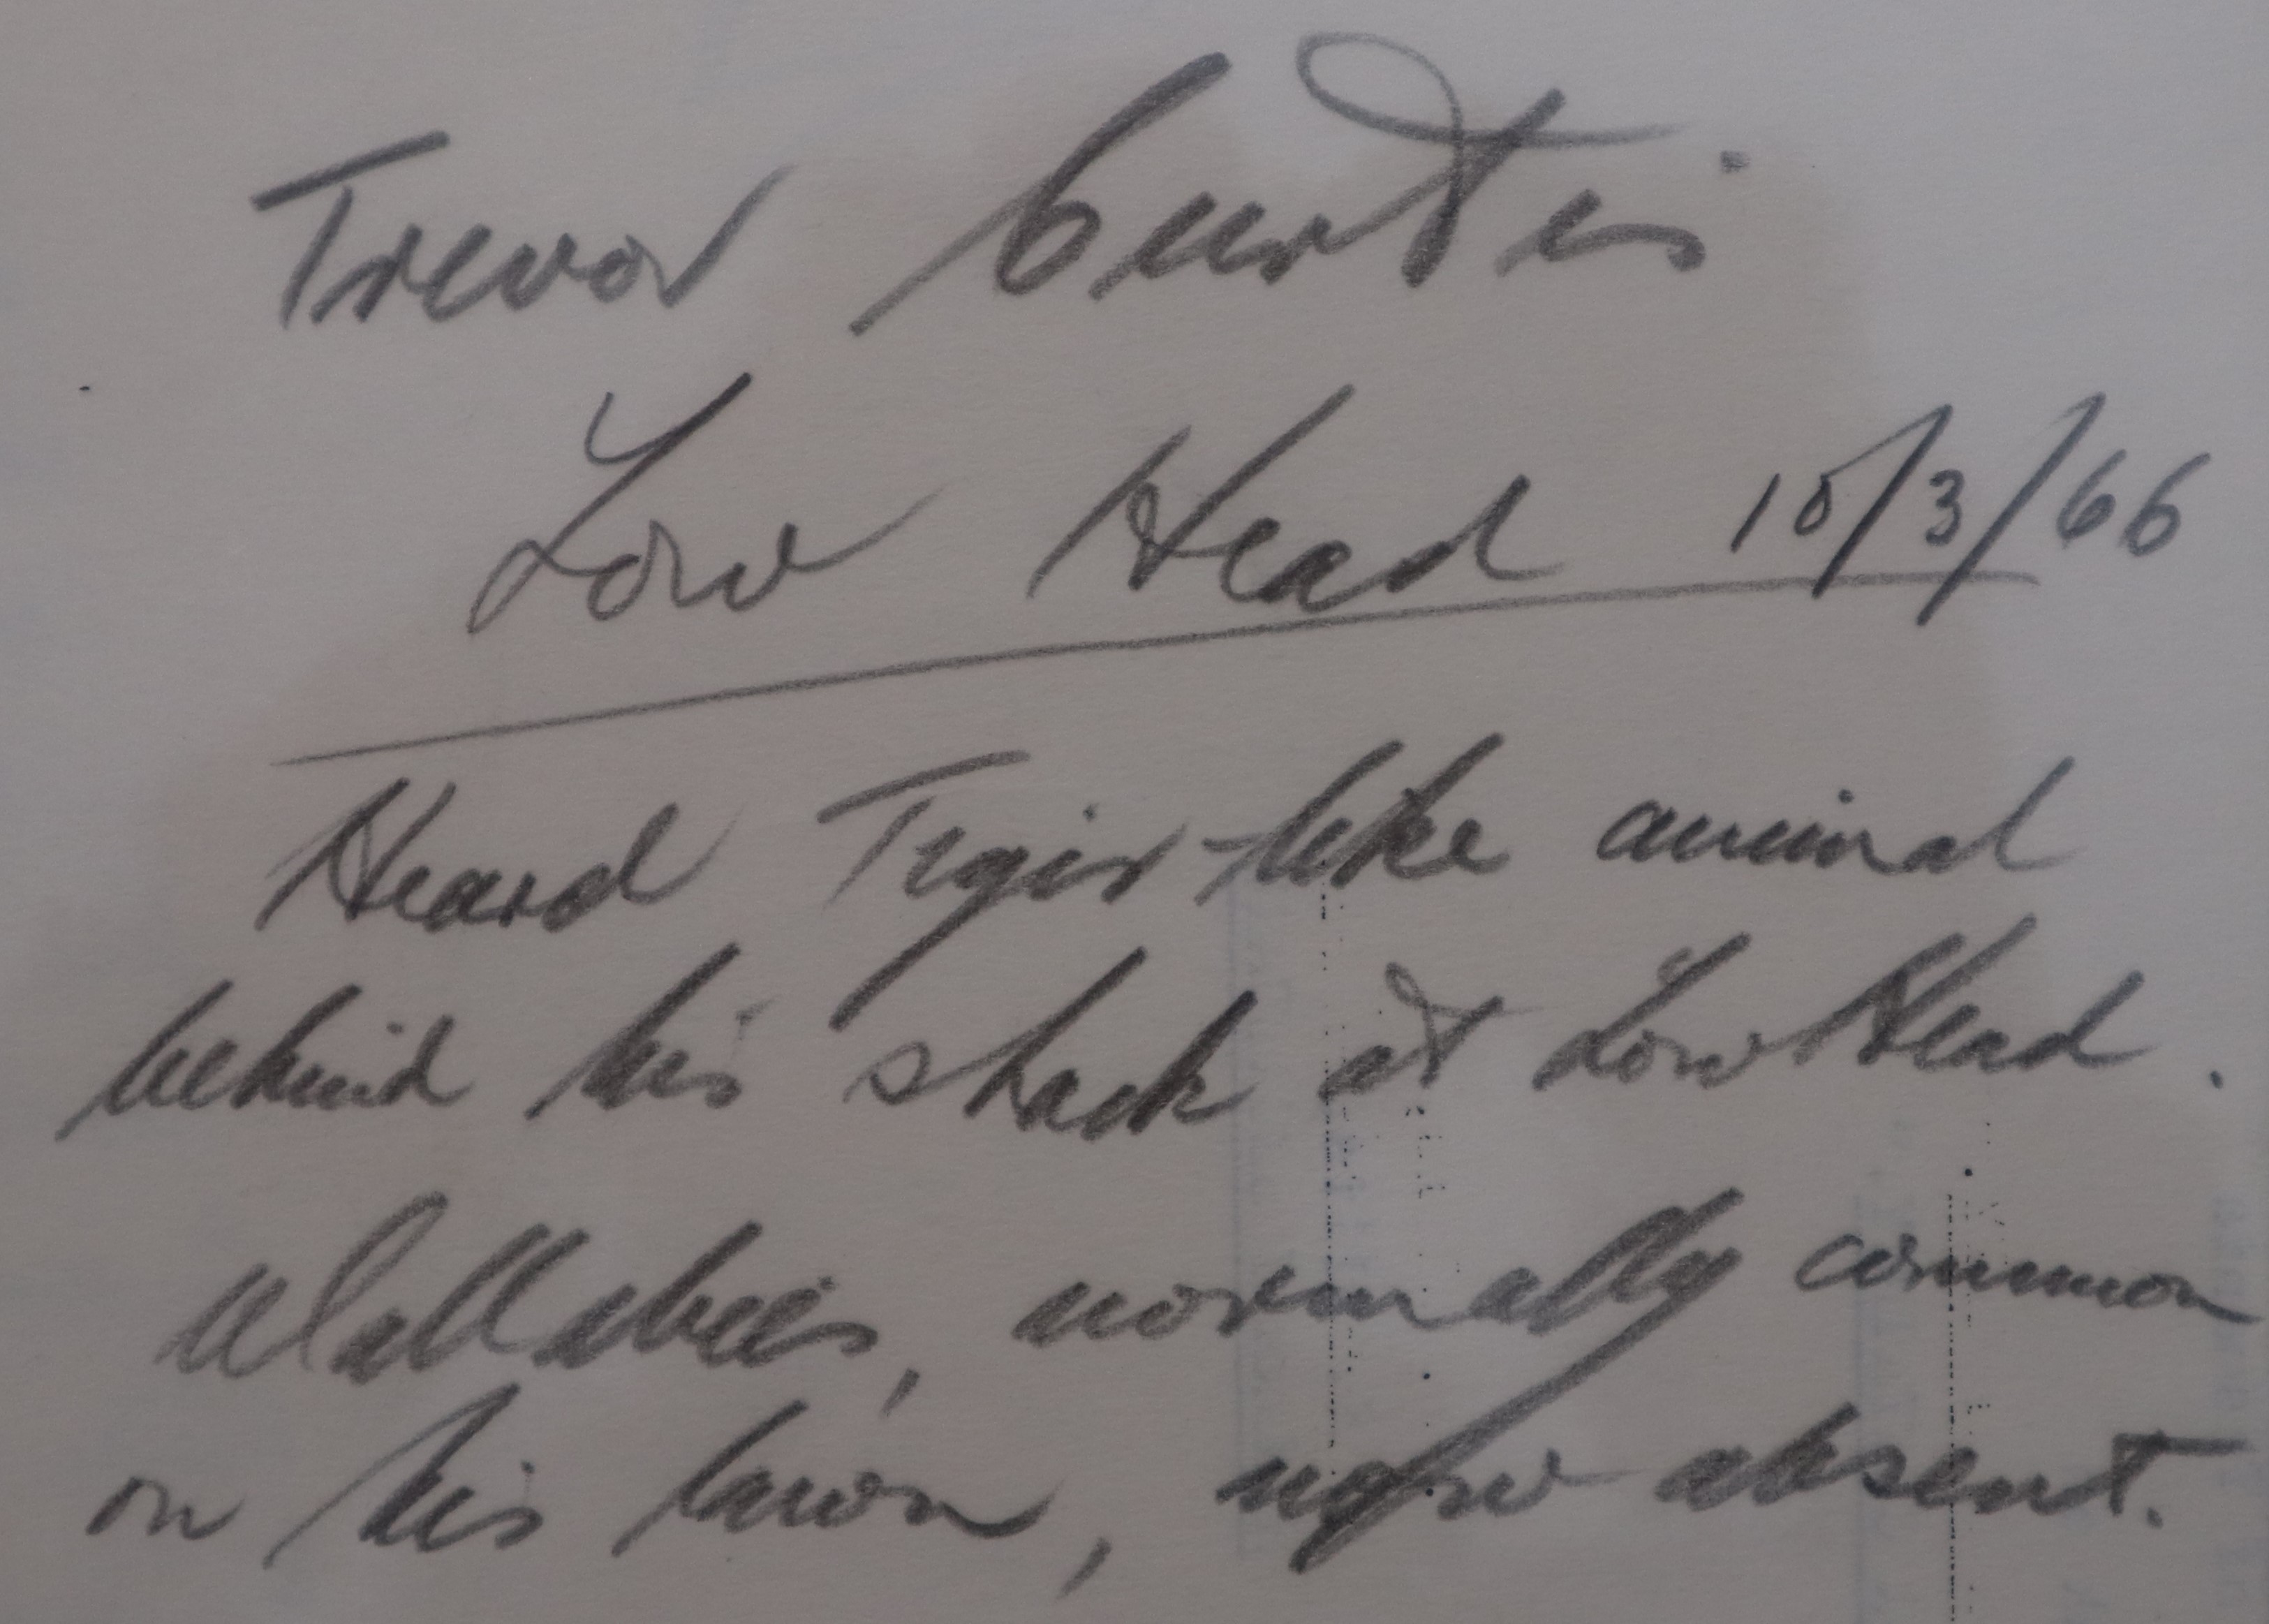 Trevor Curtis
Low Head 10/3/66
Heard Tiger-like animal
behind his shack at Low Head.
Wallabies, normally common
on his lawn, now absent.